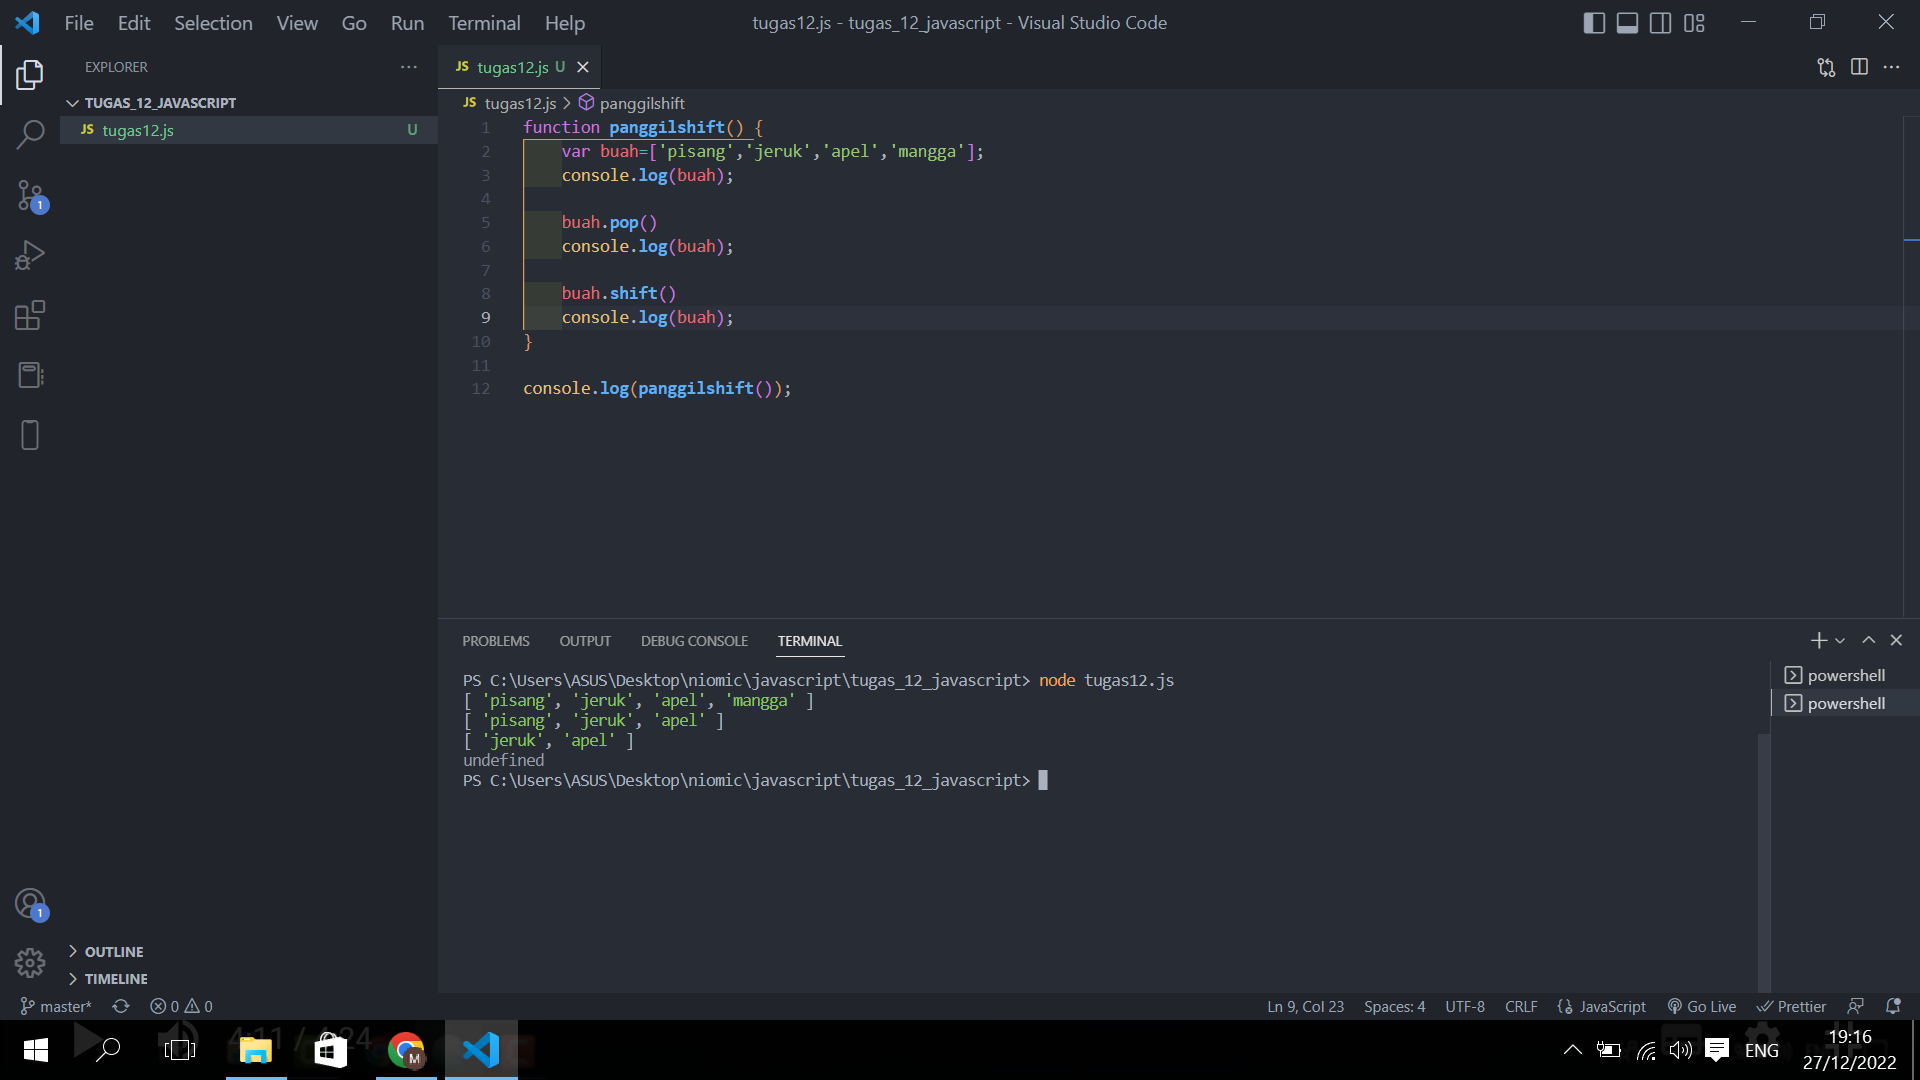 File Edit Selection View Go Run Terminal Help
tugas12.js - tugas_12_javascript - Visual Studio Code
EXPLORER
TUGAS_12_JAVASCRIPT
JS tugas12.js U
JS tugas12.js U
JS tugas12.js > panggilshift
1 function panggilshift() {
2 var buah=['pisang','jeruk','apel','mangga'];
3 console.log(buah);
4
5 buah.pop()
6 console.log(buah);
7
8 buah.shift()
9 console.log(buah);
10 }
11
12 console.log(panggilshift());
PROBLEMS OUTPUT DEBUG CONSOLE TERMINAL
PS C:\Users\ASUS\Desktop\niomic\javascript\tugas_12_javascript> node tugas12.js
[ 'pisang', 'jeruk', 'apel', 'mangga' ]
[ 'pisang', 'jeruk', 'apel' ]
[ 'jeruk', 'apel' ]
undefined
PS C:\Users\ASUS\Desktop\niomic\javascript\tugas_12_javascript>
powershell
powershell
1
1
OUTLINE
TIMELINE
master* 0 0
Ln 9, Col 23 Spaces: 4 UTF-8 CRLF JavaScript Go Live Prettier
4:11 / 4:24
M
ENG
19:16
27/12/2022